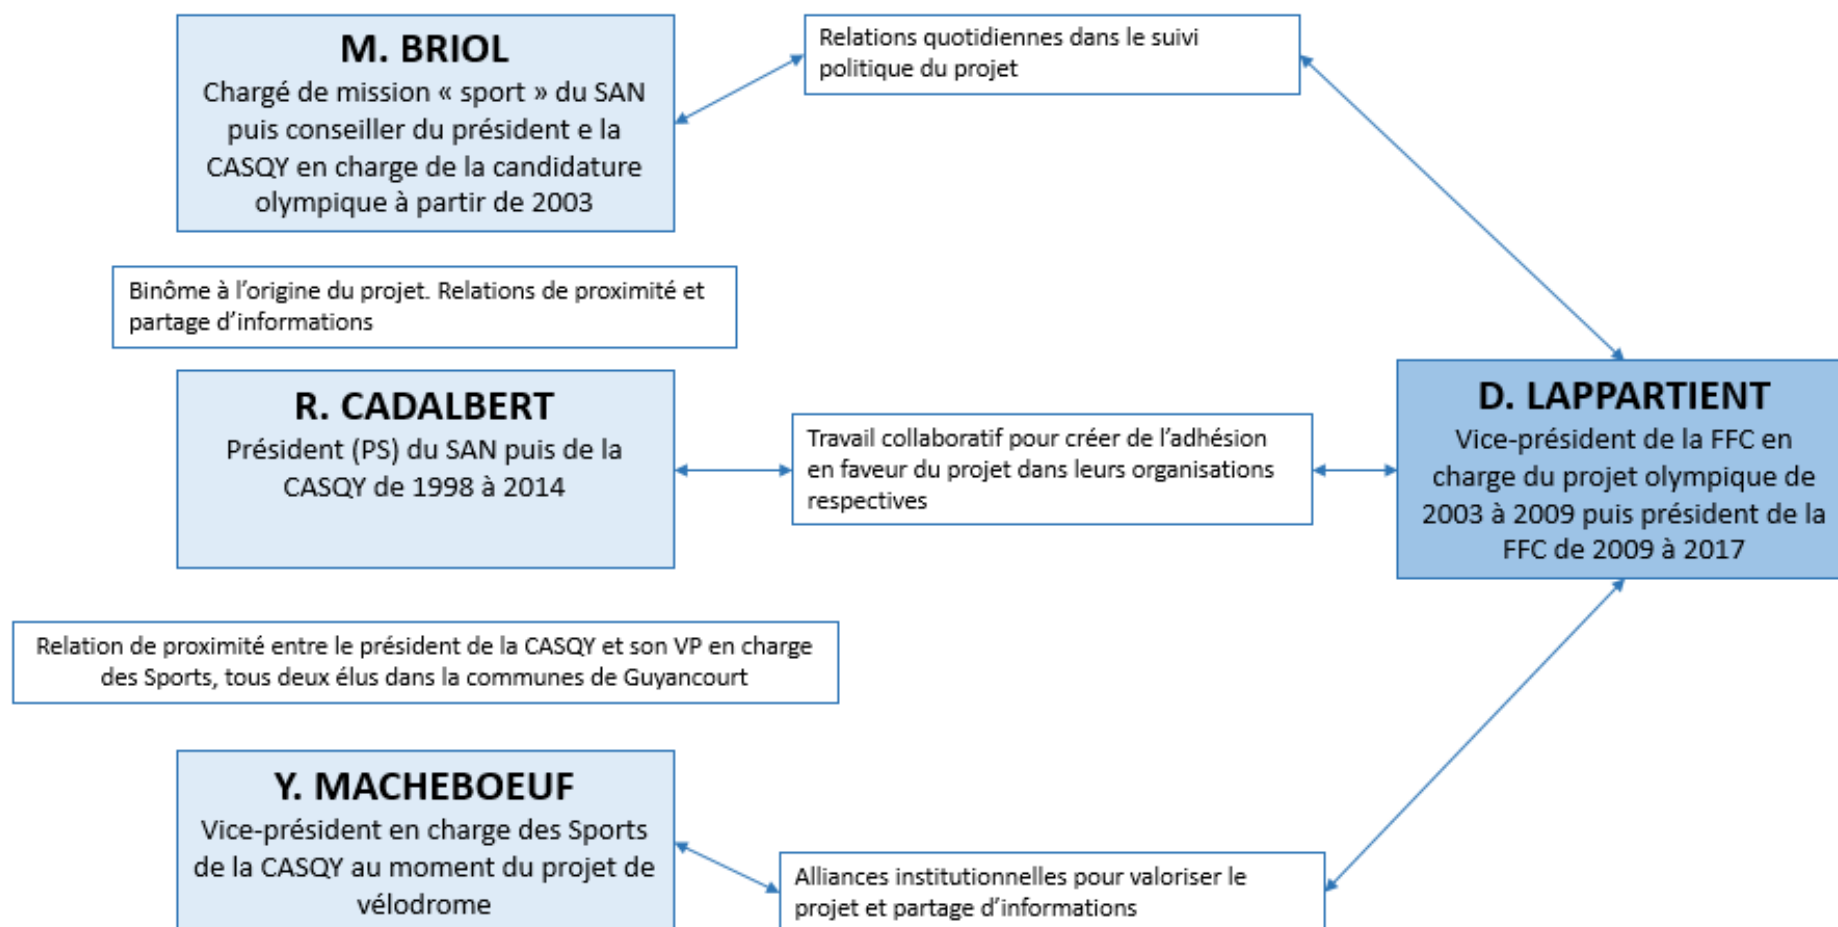 M. BRIOL
Chargé de mission « sport » du SAN
puis conseiller du président e la
CASQY en charge de la candidature
olympique à partir de 2003
Relations quotidiennes dans le suivi
politique du projet
Binôme à l’origine du projet. Relations de proximité et
partage d’informations
R. CADALBERT
Président (PS) du SAN puis de la
CASQY de 1998 à 2014
Travail collaboratif pour créer de l’adhésion
en faveur du projet dans leurs organisations
respectives
D. LAPPARTIENT
Vice-président de la FFC en
charge du projet olympique de
2003 à 2009 puis président de la
FFC de 2009 à 2017
Relation de proximité entre le président de la CASQY et son VP en charge
des Sports, tous deux élus dans la communes de Guyancourt
Y. MACHEBOEUF
Vice-président en charge des Sports
de la CASQY au moment du projet de
vélodrome
Alliances institutionnelles pour valoriser le
projet et partage d’informations